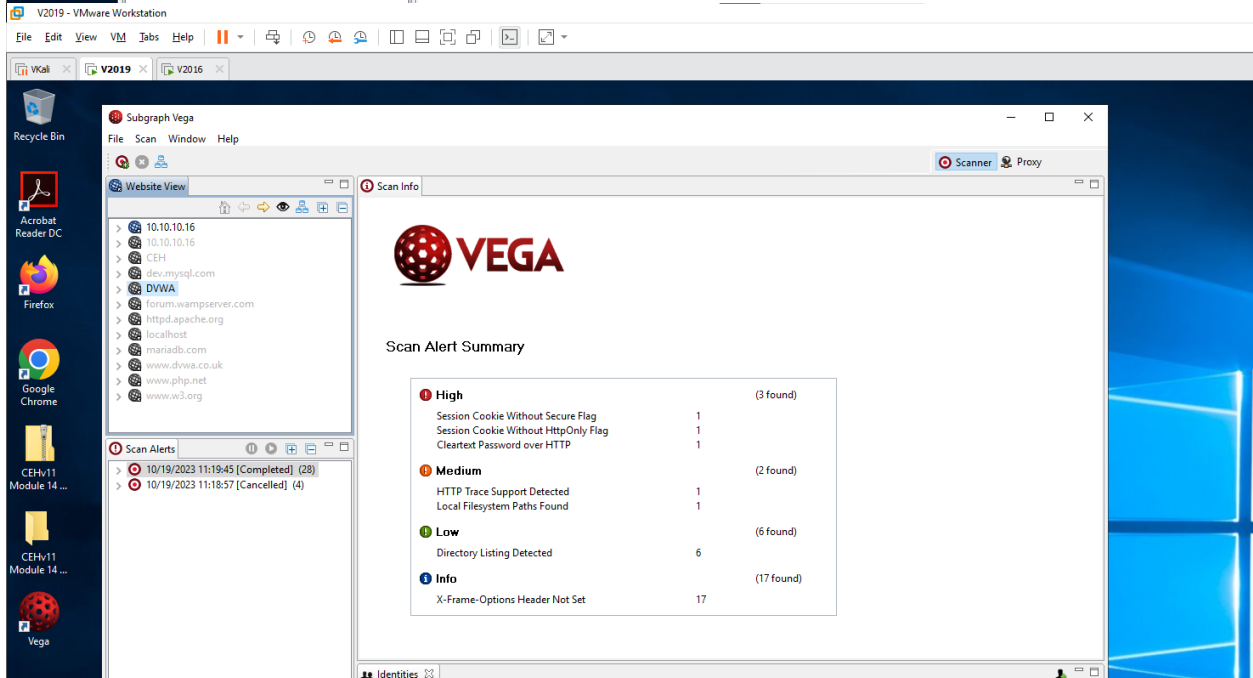 V2019 - VMware Workstation
File Edit View VM Tabs Help
VKali V2019 V2016
Recycle Bin
Acrobat
Reader DC
Firefox
Google
Chrome
CEHv11
Module 14 ...
CEHv11
Module 14 ...
Vega
Subgraph Vega
File Scan Window Help
Scanner Proxy
Website View
10.10.10.16
10.10.10.16
CEH
dev.mysql.com
DVWA
forum.wampserver.com
httpd.apache.org
localhost
mariadb.com
www.dvwa.co.uk
www.php.net
www.w3.org
Scan Alerts
10/19/2023 11:19:45 [Completed] (28)
10/19/2023 11:18:57 [Cancelled] (4)
Scan Info
VEGA
Scan Alert Summary
High (3 found)
Session Cookie Without Secure Flag 1
Session Cookie Without HttpOnly Flag 1
Cleartext Password over HTTP 1
Medium (2 found)
HTTP Trace Support Detected 1
Local Filesystem Paths Found 1
Low (6 found)
Directory Listing Detected 6
Info (17 found)
X-Frame-Options Header Not Set 17
Identities